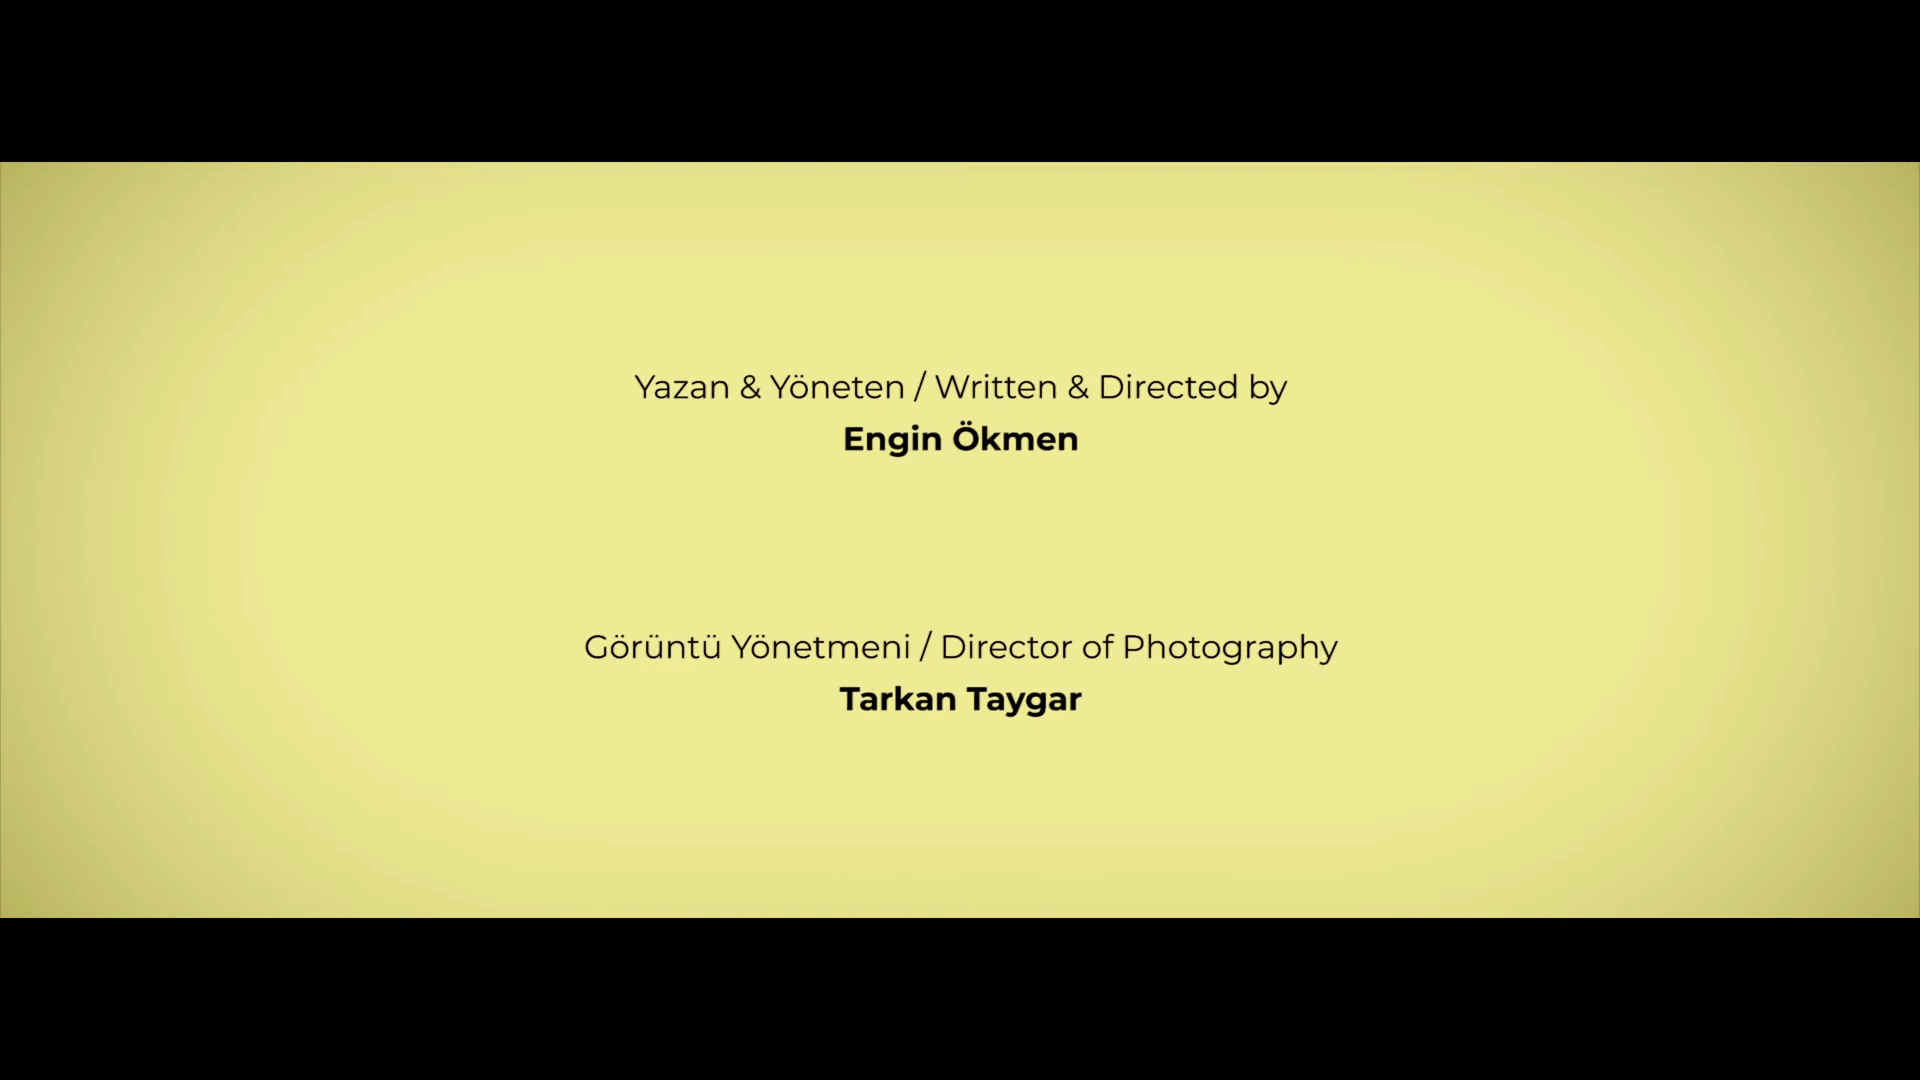 Yazan & Yöneten / Written & Directed by
Engin Ökmen
Görüntü Yönetmeni / Director of Photography
Tarkan Taygar